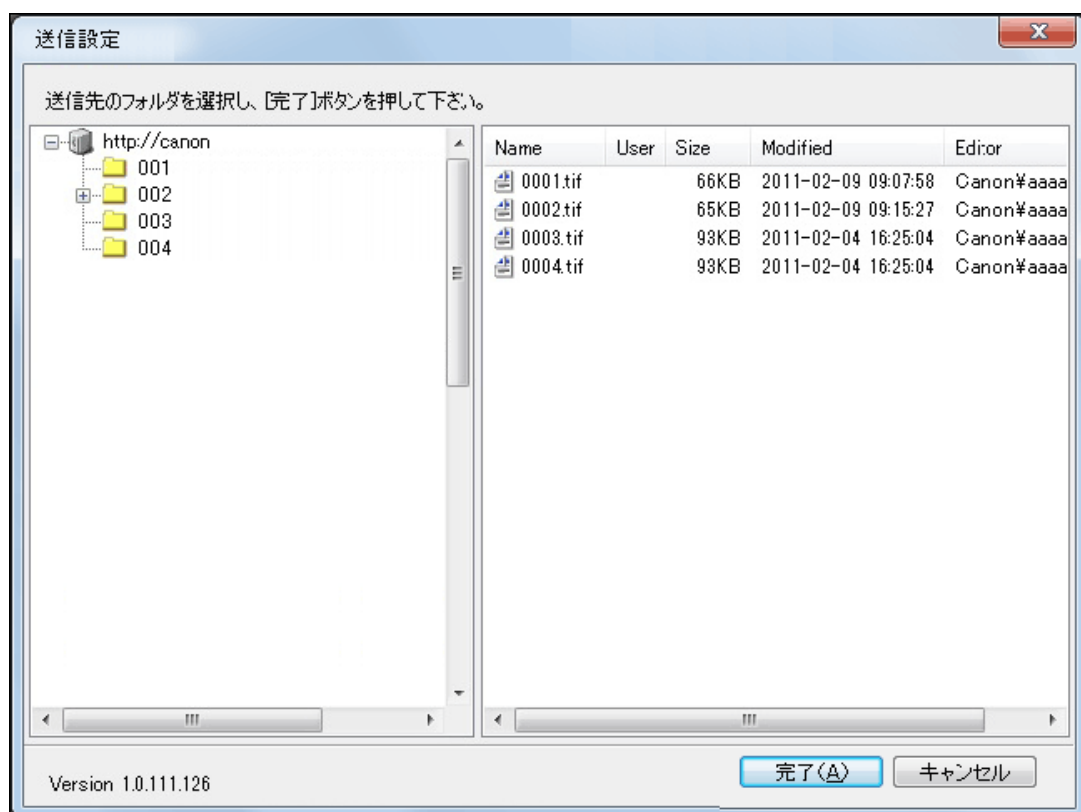 送信設定
送信先のフォルダを選択し、[完了]ボタンを押して下さい。
http://canon
001
002
003
004
Name User Size Modified Editor
0001.tif 66KB 2011-02-09 09:07:58 Canon¥aaaa
0002.tif 65KB 2011-02-09 09:15:27 Canon¥aaaa
0003.tif 93KB 2011-02-04 16:25:04 Canon¥aaaa
0004.tif 93KB 2011-02-04 16:25:04 Canon¥aaaa
Version 1.0.111.126
完了(A) キャンセル